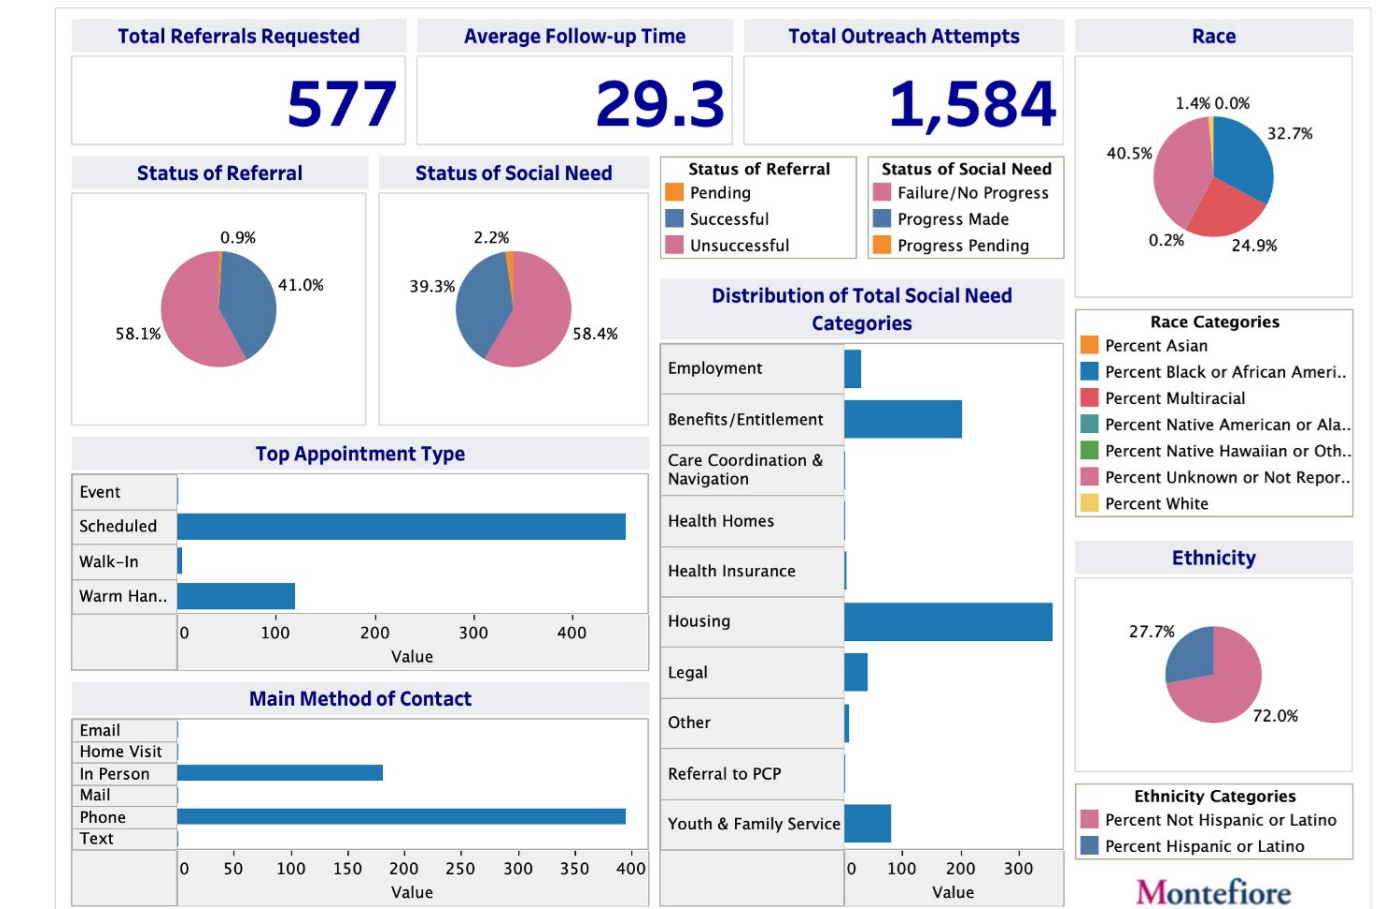 Total Referrals Requested
577
Average Follow-up Time
29.3
Total Outreach Attempts
1,584
Race
1.4% 0.0%
32.7%
40.5%
0.2%
24.9%
Status of Referral
0.9%
41.0%
58.1%
Status of Social Need
2.2%
39.3%
58.4%
Status of Referral
Pending
Successful
Unsuccessful
Status of Social Need
Failure/No Progress
Progress Made
Progress Pending
Race Categories
Percent Asian
Percent Black or African Ameri..
Percent Multiracial
Percent Native American or Ala..
Percent Native Hawaiian or Oth..
Percent Unknown or Not Repor..
Percent White
Top Appointment Type
Event
Scheduled
Walk-In
Warm Han..
0 100 200 300 400
Value
Main Method of Contact
Email
Home Visit
In Person
Mail
Phone
Text
0 50 100 150 200 250 300 350 400
Value
Distribution of Total Social Need
Categories
Employment
Benefits/Entitlement
Care Coordination &
Navigation
Health Homes
Health Insurance
Housing
Legal
Other
Referral to PCP
Youth & Family Service
0 100 200 300
Value
Ethnicity
27.7%
72.0%
Ethnicity Categories
Percent Not Hispanic or Latino
Percent Hispanic or Latino
Montefiore